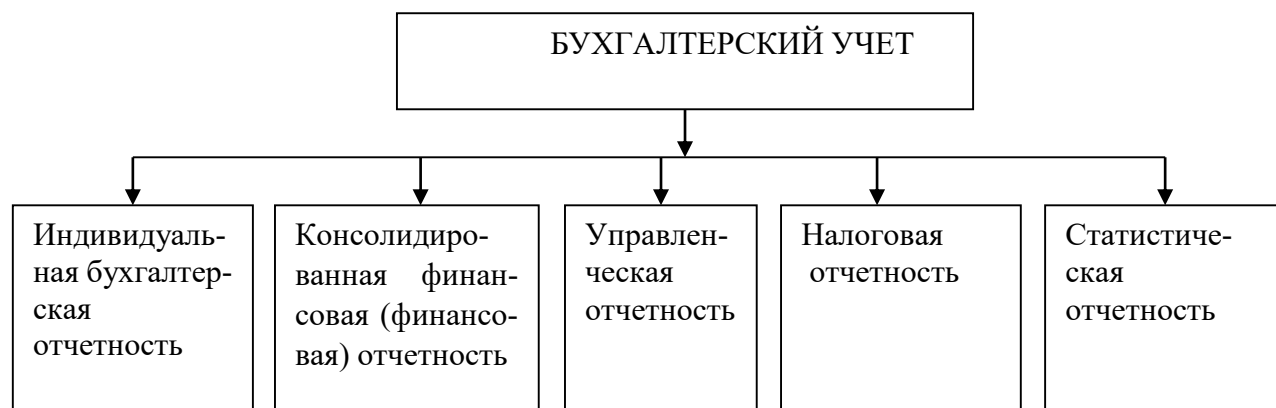 БУХГАЛТЕРСКИЙ УЧЕТ
Индивидуаль-
ная бухгалтер-
ская
отчетность
Консолидиро-
ванная финан-
совая (финансо-
вая) отчетность
Управлен-
ческая
отчетность
Налоговая
отчетность
Статистиче-
ская
отчетность